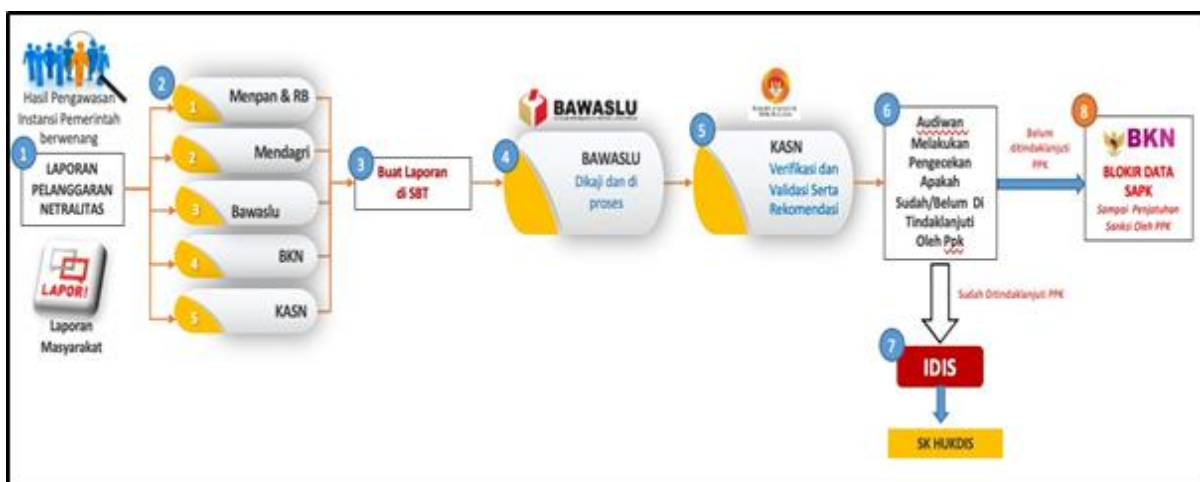 Hasil Pengawasan
Instansi Pemerintah
berwenang
1
LAPORAN
PELANGGARAN
NETRALITAS
LAPOR!
Laporan
Masyarakat
2
1 Menpan & RB
2 Mendagri
3 Bawaslu
4 BKN
5 KASN
3
Buat Laporan
di SBT
BAWASLU
4
BAWASLU
Dikaji dan di
proses
5
KASN
Verifikasi dan
Validasi Serta
Rekomendasi
6
Audiwan
Melakukan
Pengecekan
Apakah
Sudah/Belum Di
Tindaklanjuti
Oleh Ppk
Belum
ditindaklanjuti
PPK
8
BKN
BLOKIR DATA
SAPK
Sampai Penjatuhan
Sanksi Oleh PPK
Sudah Ditindaklanjuti PPK
7
IDIS
SK HUKDIS